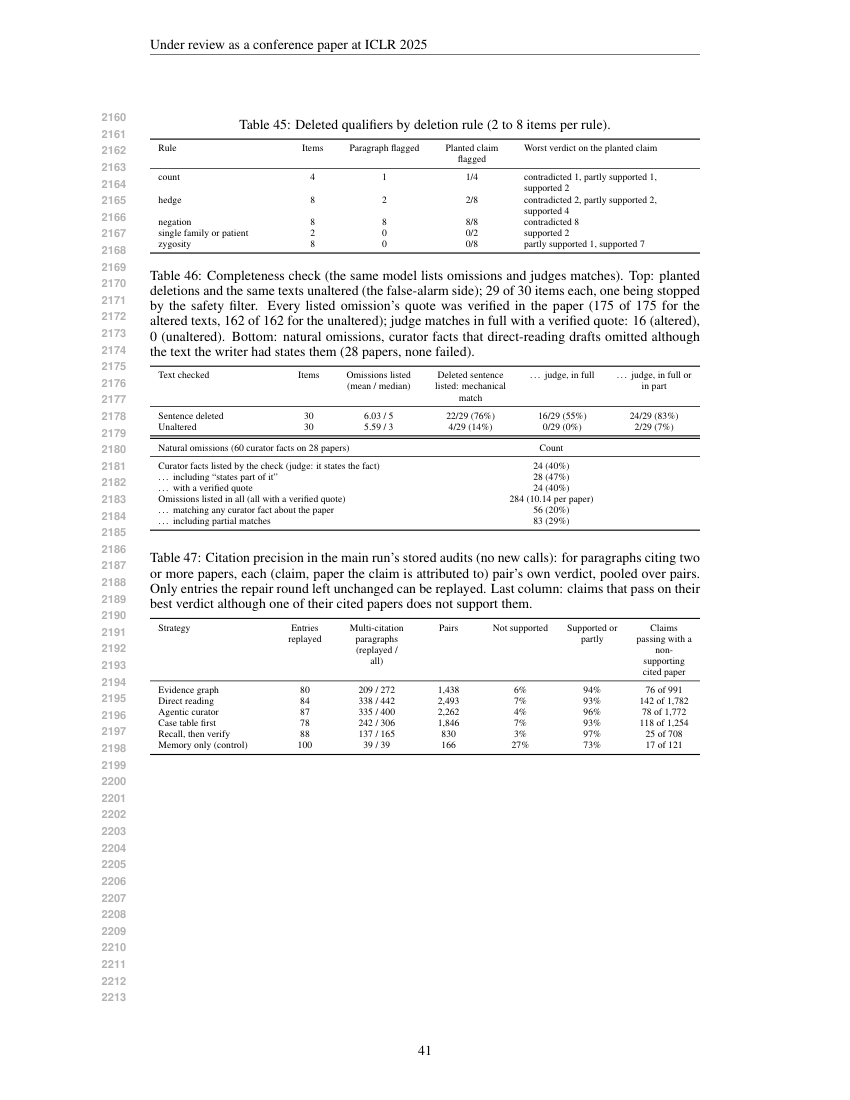 Under review as a conference paper at ICLR 2025
2160
2161
2162
2163
2164
2165
2166
2167
2168
2169
2170
2171
2172
2173
2174
2175
2176
2177
2178
2179
2180
2181
2182
2183
2184
2185
2186
2187
2188
2189
2190
2191
2192
2193
2194
2195
2196
2197
2198
2199
2200
2201
2202
2203
2204
2205
2206
2207
2208
2209
2210
2211
2212
2213
Table 45: Deleted qualifiers by deletion rule (2 to 8 items per rule).
Rule Items Paragraph flagged Planted claim flagged Worst verdict on the planted claim
count 4 1 1/4 contradicted 1, partly supported 1, supported 2
hedge 8 2 2/8 contradicted 2, partly supported 2, supported 4
negation 8 8 8/8 contradicted 8
single family or patient 2 0 0/2 supported 2
zygosity 8 0 0/8 partly supported 1, supported 7
Table 46: Completeness check (the same model lists omissions and judges matches). Top: planted
deletions and the same texts unaltered (the false-alarm side); 29 of 30 items each, one being stopped
by the safety filter. Every listed omission's quote was verified in the paper (175 of 175 for the
altered texts, 162 of 162 for the unaltered); judge matches in full with a verified quote: 16 (altered),
0 (unaltered). Bottom: natural omissions, curator facts that direct-reading drafts omitted although
the text the writer had states them (28 papers, none failed).
Text checked Items Omissions listed (mean / median) Deleted sentence listed: mechanical match … judge, in full … judge, in full or in part
Sentence deleted 30 6.03 / 5 22/29 (76%) 16/29 (55%) 24/29 (83%)
Unaltered 30 5.59 / 3 4/29 (14%) 0/29 (0%) 2/29 (7%)
Natural omissions (60 curator facts on 28 papers) Count
Curator facts listed by the check (judge: it states the fact) 24 (40%)
… including “states part of it” 28 (47%)
… with a verified quote 24 (40%)
Omissions listed in all (all with a verified quote) 284 (10.14 per paper)
… matching any curator fact about the paper 56 (20%)
… including partial matches 83 (29%)
Table 47: Citation precision in the main run's stored audits (no new calls): for paragraphs citing two
or more papers, each (claim, paper the claim is attributed to) pair's own verdict, pooled over pairs.
Only entries the repair round left unchanged can be replayed. Last column: claims that pass on their
best verdict although one of their cited papers does not support them.
Strategy Entries replayed Multi-citation paragraphs (replayed / all) Pairs Not supported Supported or partly Claims passing with a non-supporting cited paper
Evidence graph 80 209 / 272 1,438 6% 94% 76 of 991
Direct reading 84 338 / 442 2,493 7% 93% 142 of 1,782
Agentic curator 87 335 / 400 2,262 4% 96% 78 of 1,772
Case table first 78 242 / 306 1,846 7% 93% 118 of 1,254
Recall, then verify 88 137 / 165 830 3% 97% 25 of 708
Memory only (control) 100 39 / 39 166 27% 73% 17 of 121
41